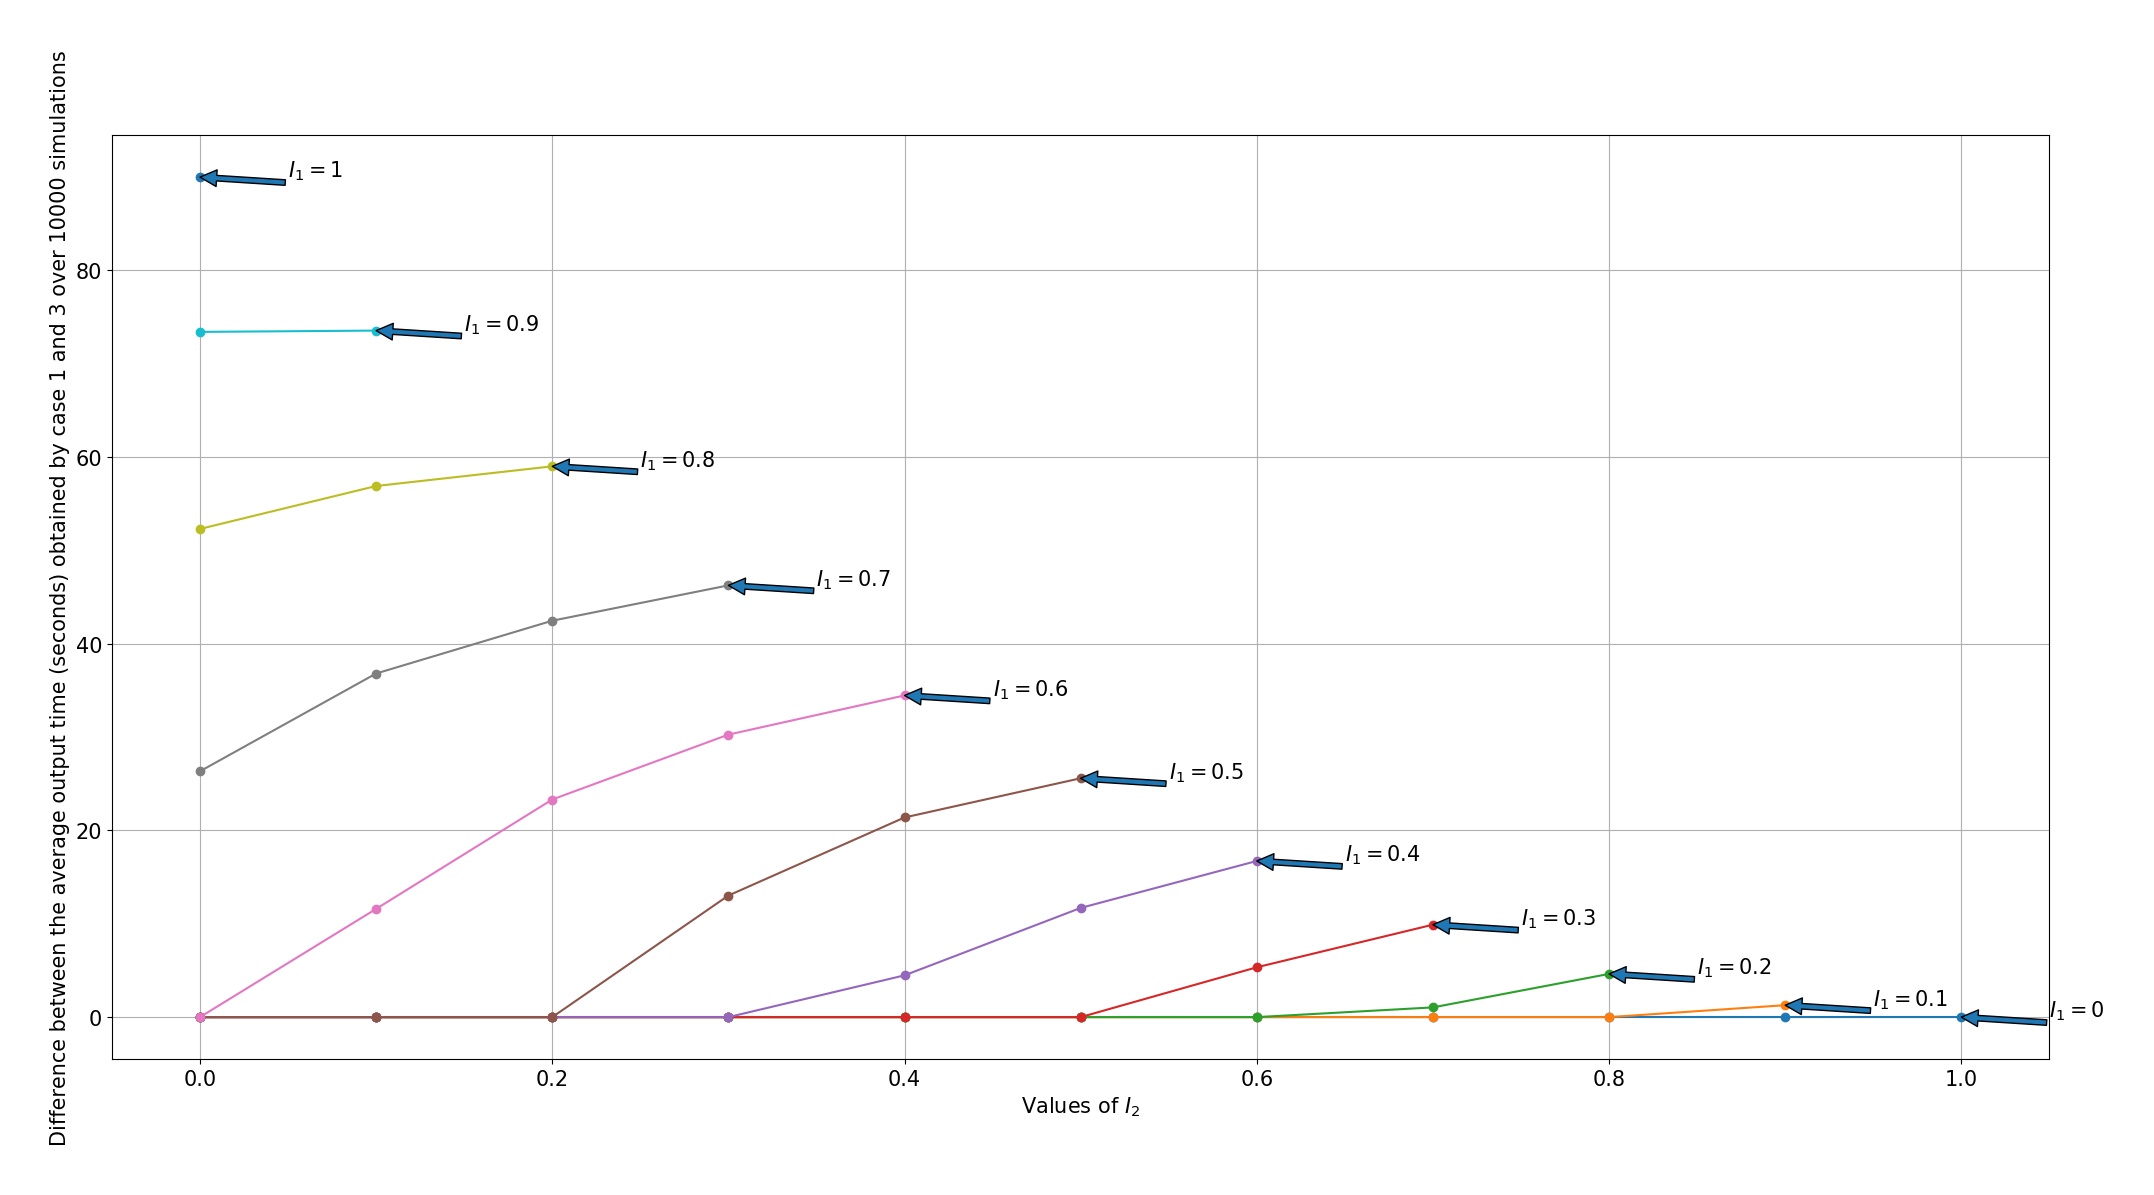 Difference between the average output time (seconds) obtained by case 1 and 3 over 10000 simulations
80
60
40
20
0
I₁ = 1
I₁ = 0.9
I₁ = 0.8
I₁ = 0.7
I₁ = 0.6
I₁ = 0.5
I₁ = 0.4
I₁ = 0.3
I₁ = 0.2
I₁ = 0.1
I₁ = 0
0.0 0.2 0.4 0.6 0.8 1.0
Values of I₂